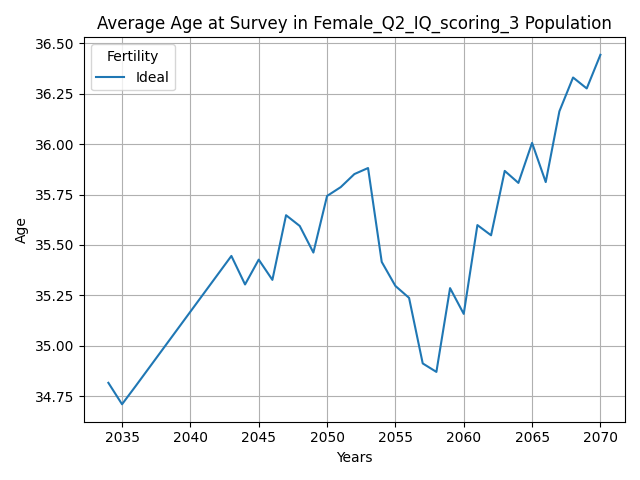 Average Age at Survey in Female_Q2_IQ_scoring_3 Population
Fertility
Ideal
Age
36.50
36.25
36.00
35.75
35.50
35.25
35.00
34.75
2035 2040 2045 2050 2055 2060 2065 2070
Years